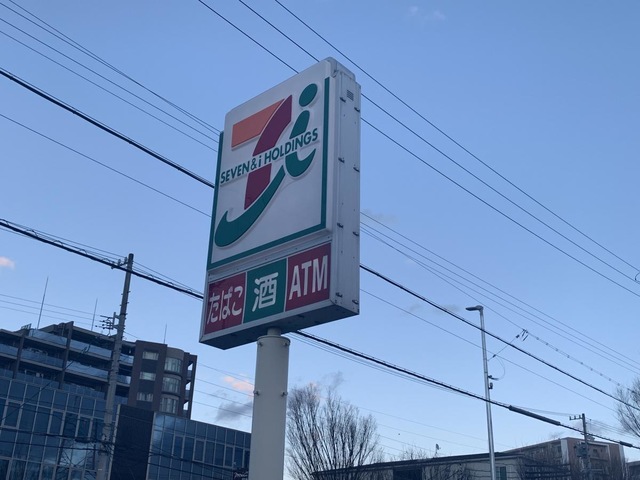 SEVEN&i HOLDINGS
たばこ 酒 ATM